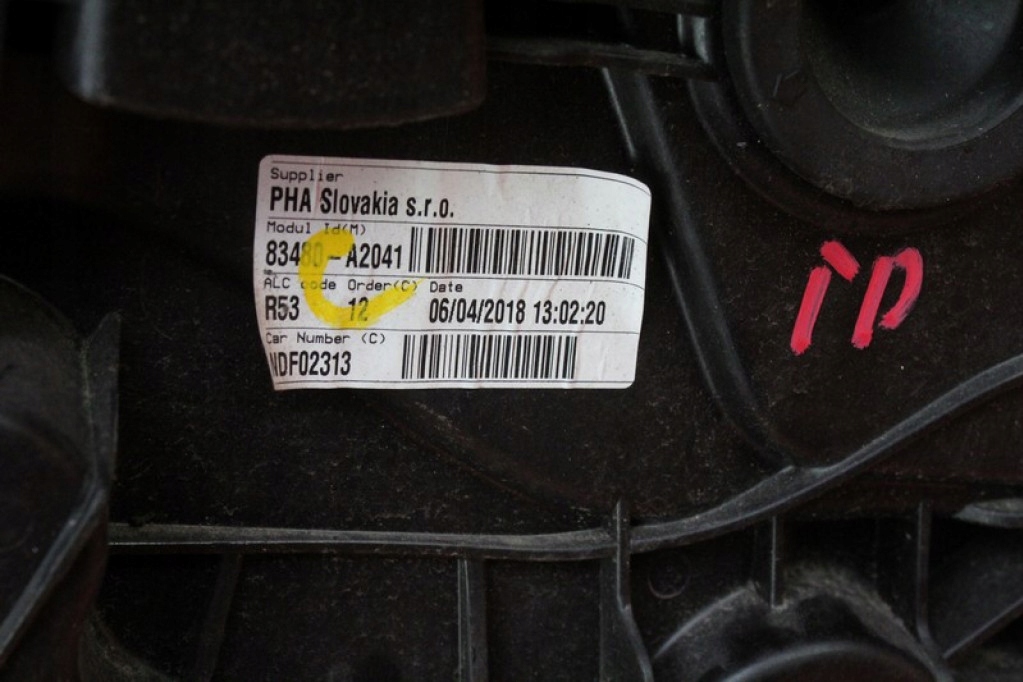 Supplier
PHA Slovakia s.r.o.
Modul Id(M)
83480-A2041
ALC code Order(C) Date
R53 12 06/04/2018 13:02:20
Car Number (C)
NDF02313